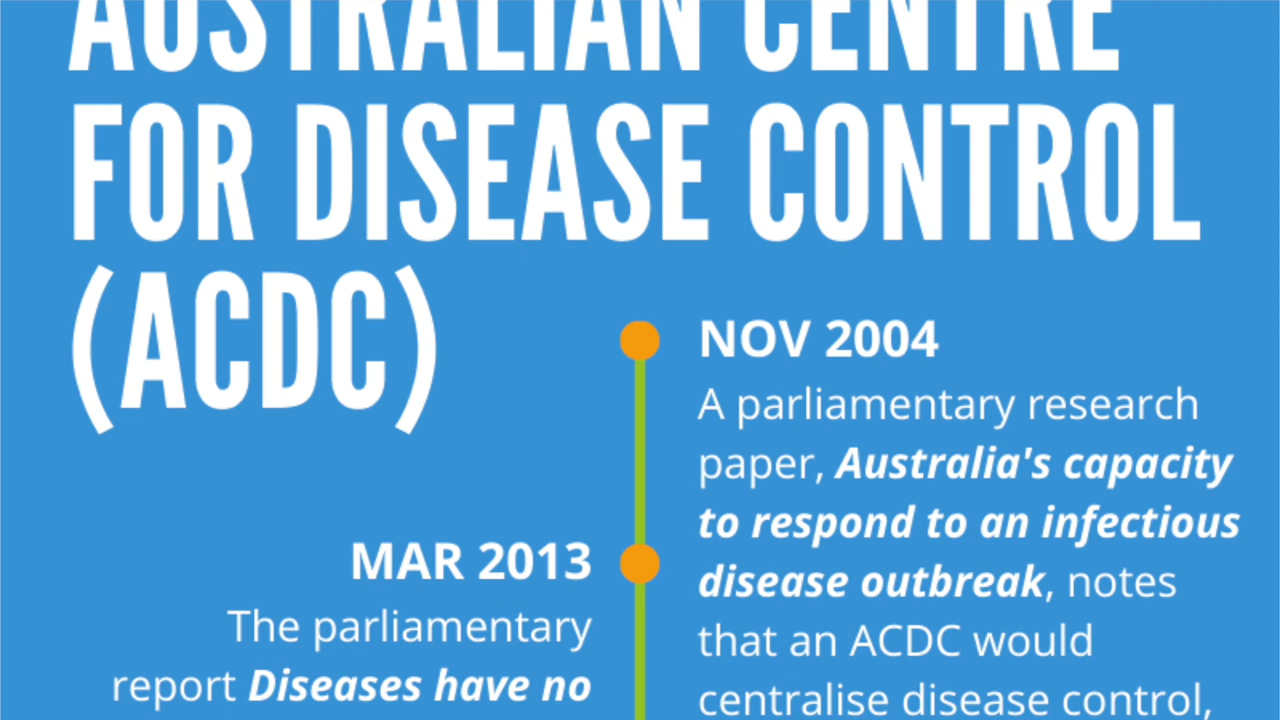 AUSTRALIAN CENTRE
FOR DISEASE CONTROL
(ACDC)
NOV 2004
A parliamentary research
paper, Australia's capacity
to respond to an infectious
disease outbreak, notes
that an ACDC would
centralise disease control,
MAR 2013
The parliamentary
report Diseases have no